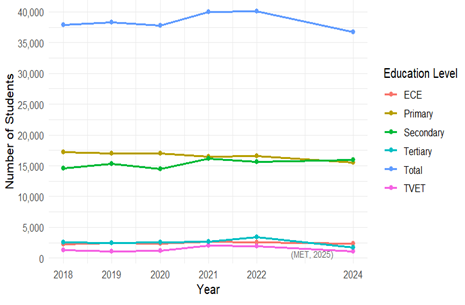 Number of Students
40,000
35,000
30,000
25,000
20,000
15,000
10,000
5,000
0
2018 2019 2020 2021 2022 2024
Year
(MET, 2025)
Education Level
ECE
Primary
Secondary
Tertiary
Total
TVET